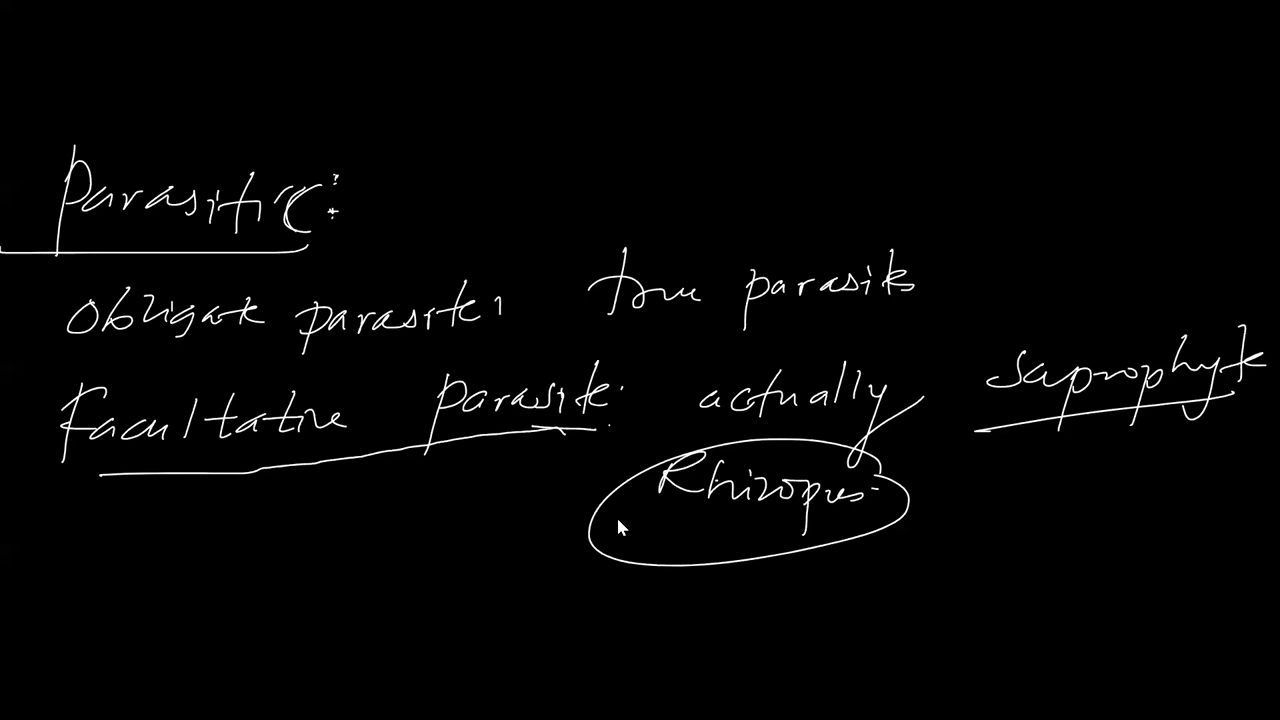 Parasitic:
Obligate parasite: true parasite
Facultative parasite: actually saprophyte
Rhizopus